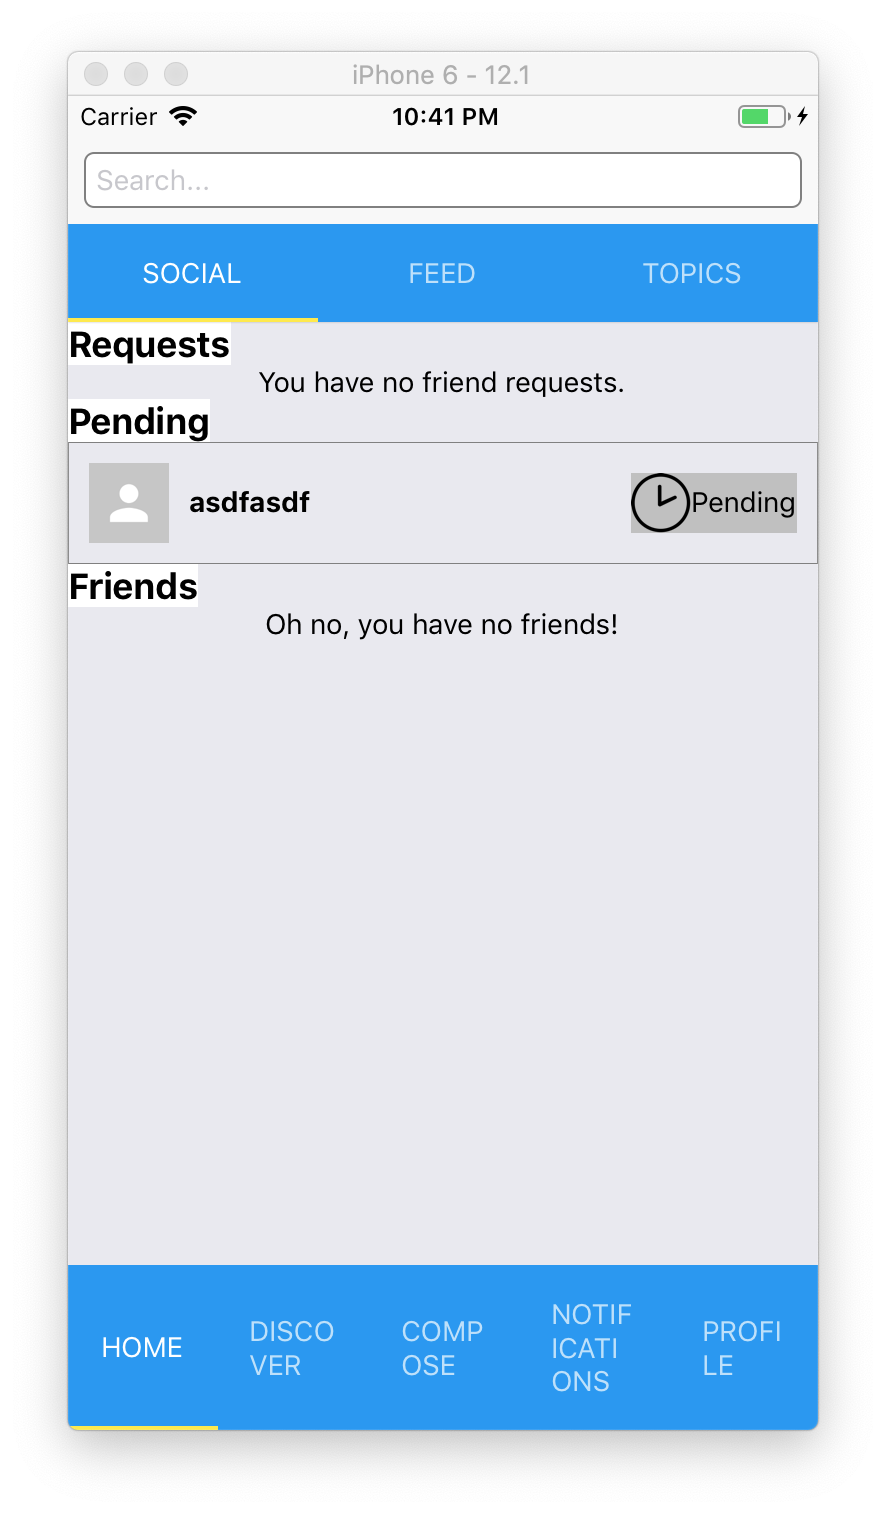 iPhone 6 - 12.1
Carrier 10:41 PM
Search...
SOCIAL FEED TOPICS
Requests
You have no friend requests.
Pending
asdfasdf Pending
Friends
Oh no, you have no friends!
HOME
DISCO
VER
COMP
OSE
NOTIF
ICATI
ONS
PROFI
LE